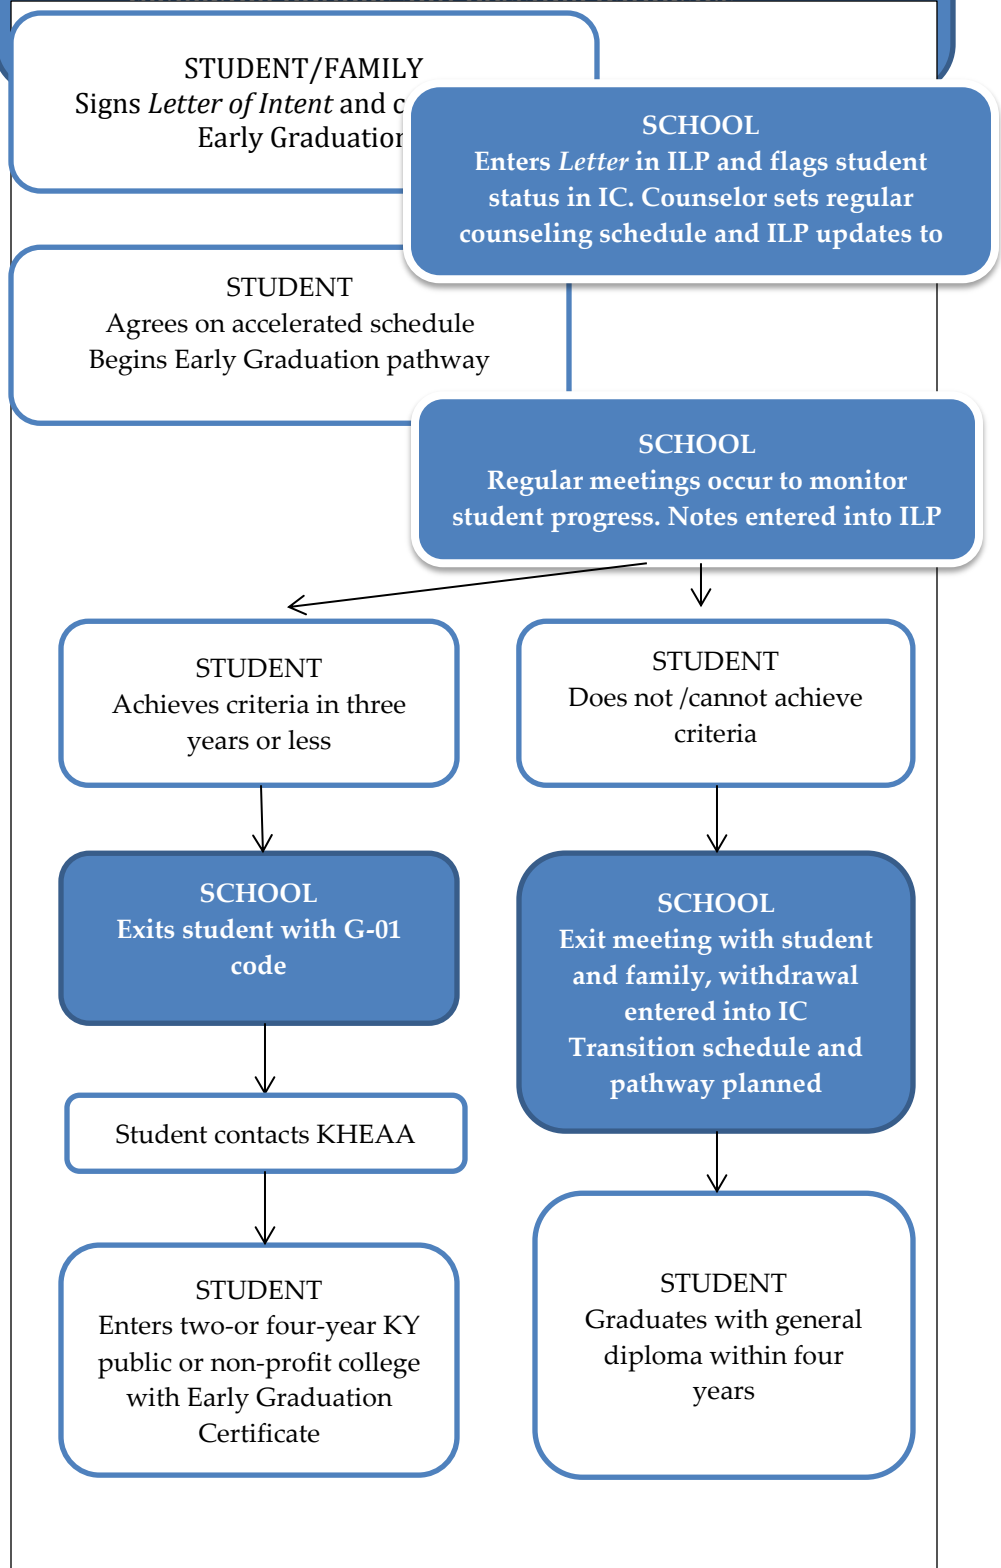 STUDENT/FAMILY
Signs Letter of Intent and
Early Graduation
SCHOOL
Enters Letter in ILP and flags student
status in IC. Counselor sets regular
counseling schedule and ILP updates to
STUDENT
Agrees on accelerated schedule
Begins Early Graduation pathway
SCHOOL
Regular meetings occur to monitor
student progress. Notes entered into ILP
STUDENT
Achieves criteria in three
years or less
STUDENT
Does not /cannot achieve
criteria
SCHOOL
Exits student with G-01
code
SCHOOL
Exit meeting with student
and family, withdrawal
entered into IC
Transition schedule and
pathway planned
Student contacts KHEAA
STUDENT
Enters two-or four-year KY
public or non-profit college
with Early Graduation
Certificate
STUDENT
Graduates with general
diploma within four
years